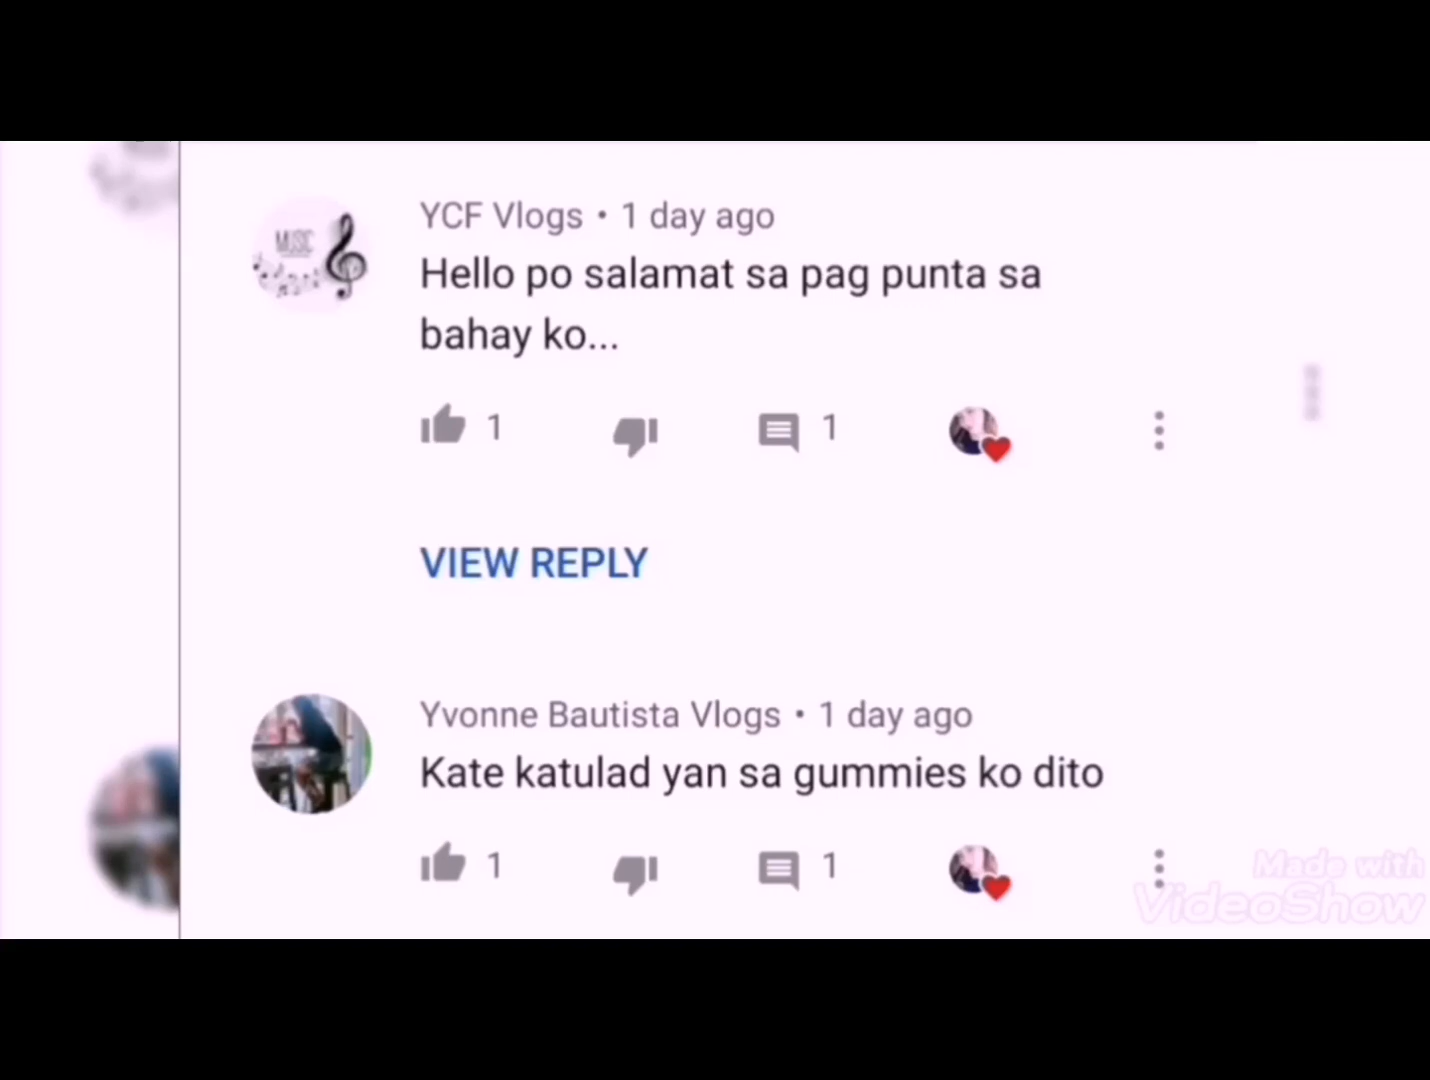 YCF Vlogs • 1 day ago
Hello po salamat sa pag punta sa
bahay ko...
1
1
VIEW REPLY
Yvonne Bautista Vlogs • 1 day ago
Kate katulad yan sa gummies ko dito
1
1
MUSIC
Made with
VideoShow